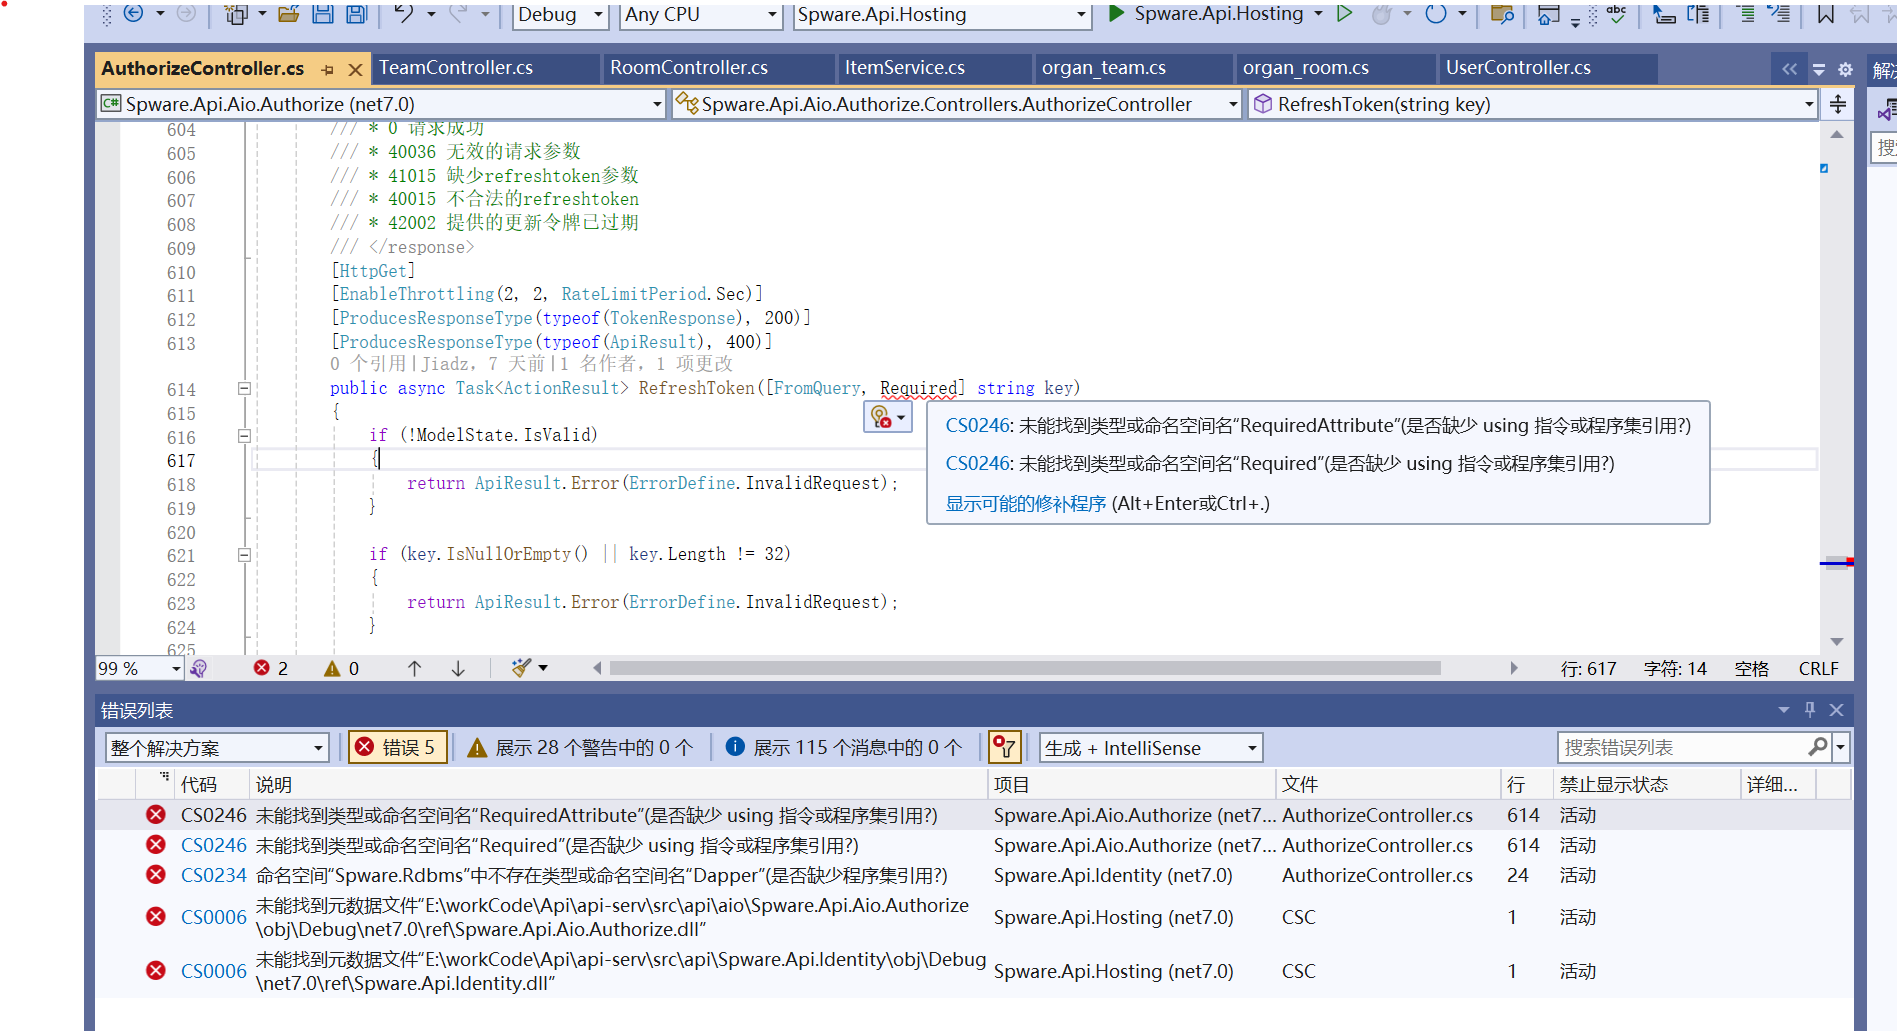 Debug Any CPU Spware.Api.Hosting Spware.Api.Hosting abc
AuthorizeController.cs TeamController.cs RoomController.cs ItemService.cs organ_team.cs organ_room.cs UserController.cs
C# Spware.Api.Aio.Authorize (net7.0) Spware.Api.Aio.Authorize.Controllers.AuthorizeController RefreshToken(string key)
604 /// * 0 请求成功
605 /// * 40036 无效的请求参数
606 /// * 41015 缺少refreshtoken参数
607 /// * 40015 不合法的refreshtoken
608 /// * 42002 提供的更新令牌已过期
609 /// </response>
610 [HttpGet]
611 [EnableThrottling(2, 2, RateLimitPeriod.Sec)]
612 [ProducesResponseType(typeof(TokenResponse), 200)]
613 [ProducesResponseType(typeof(ApiResult), 400)]
0 个引用|Jiadz，7 天前|1 名作者，1 项更改
614 public async Task<ActionResult> RefreshToken([FromQuery, Required] string key)
615 {
616 if (!ModelState.IsValid)
617 {
618 return ApiResult.Error(ErrorDefine.InvalidRequest);
619 }
620
621 if (key.IsNullOrEmpty() || key.Length != 32)
622 {
623 return ApiResult.Error(ErrorDefine.InvalidRequest);
624 }
625
CS0246: 未能找到类型或命名空间名“RequiredAttribute”(是否缺少 using 指令或程序集引用?)
CS0246: 未能找到类型或命名空间名“Required”(是否缺少 using 指令或程序集引用?)
显示可能的修补程序 (Alt+Enter或Ctrl+.)
99 % 2 0 行: 617 字符: 14 空格 CRLF
错误列表
整个解决方案 错误 5 展示 28 个警告中的 0 个 展示 115 个消息中的 0 个 生成 + IntelliSense 搜索错误列表
代码 说明 项目 文件 行 禁止显示状态 详细...
CS0246 未能找到类型或命名空间名“RequiredAttribute”(是否缺少 using 指令或程序集引用?) Spware.Api.Aio.Authorize (net7... AuthorizeController.cs 614 活动
CS0246 未能找到类型或命名空间名“Required”(是否缺少 using 指令或程序集引用?) Spware.Api.Aio.Authorize (net7... AuthorizeController.cs 614 活动
CS0234 命名空间“Spware.Rdbms”中不存在类型或命名空间名“Dapper”(是否缺少程序集引用?) Spware.Api.Identity (net7.0) AuthorizeController.cs 24 活动
CS0006 未能找到元数据文件“E:\workCode\Api\api-serv\src\api\aio\Spware.Api.Aio.Authorize
\obj\Debug\net7.0\ref\Spware.Api.Aio.Authorize.dll” Spware.Api.Hosting (net7.0) CSC 1 活动
CS0006 未能找到元数据文件“E:\workCode\Api\api-serv\src\api\Spware.Api.Identity\obj\Debug
\net7.0\ref\Spware.Api.Identity.dll” Spware.Api.Hosting (net7.0) CSC 1 活动